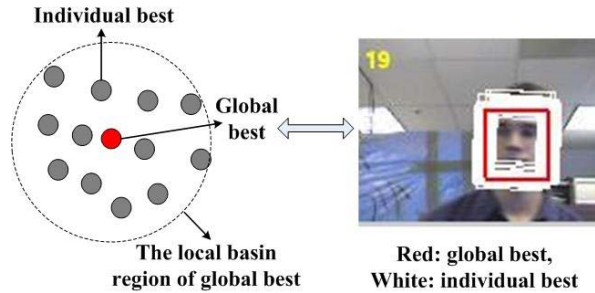 Individual best
Global
best
The local basin
region of global best
19
Red: global best,
White: individual best